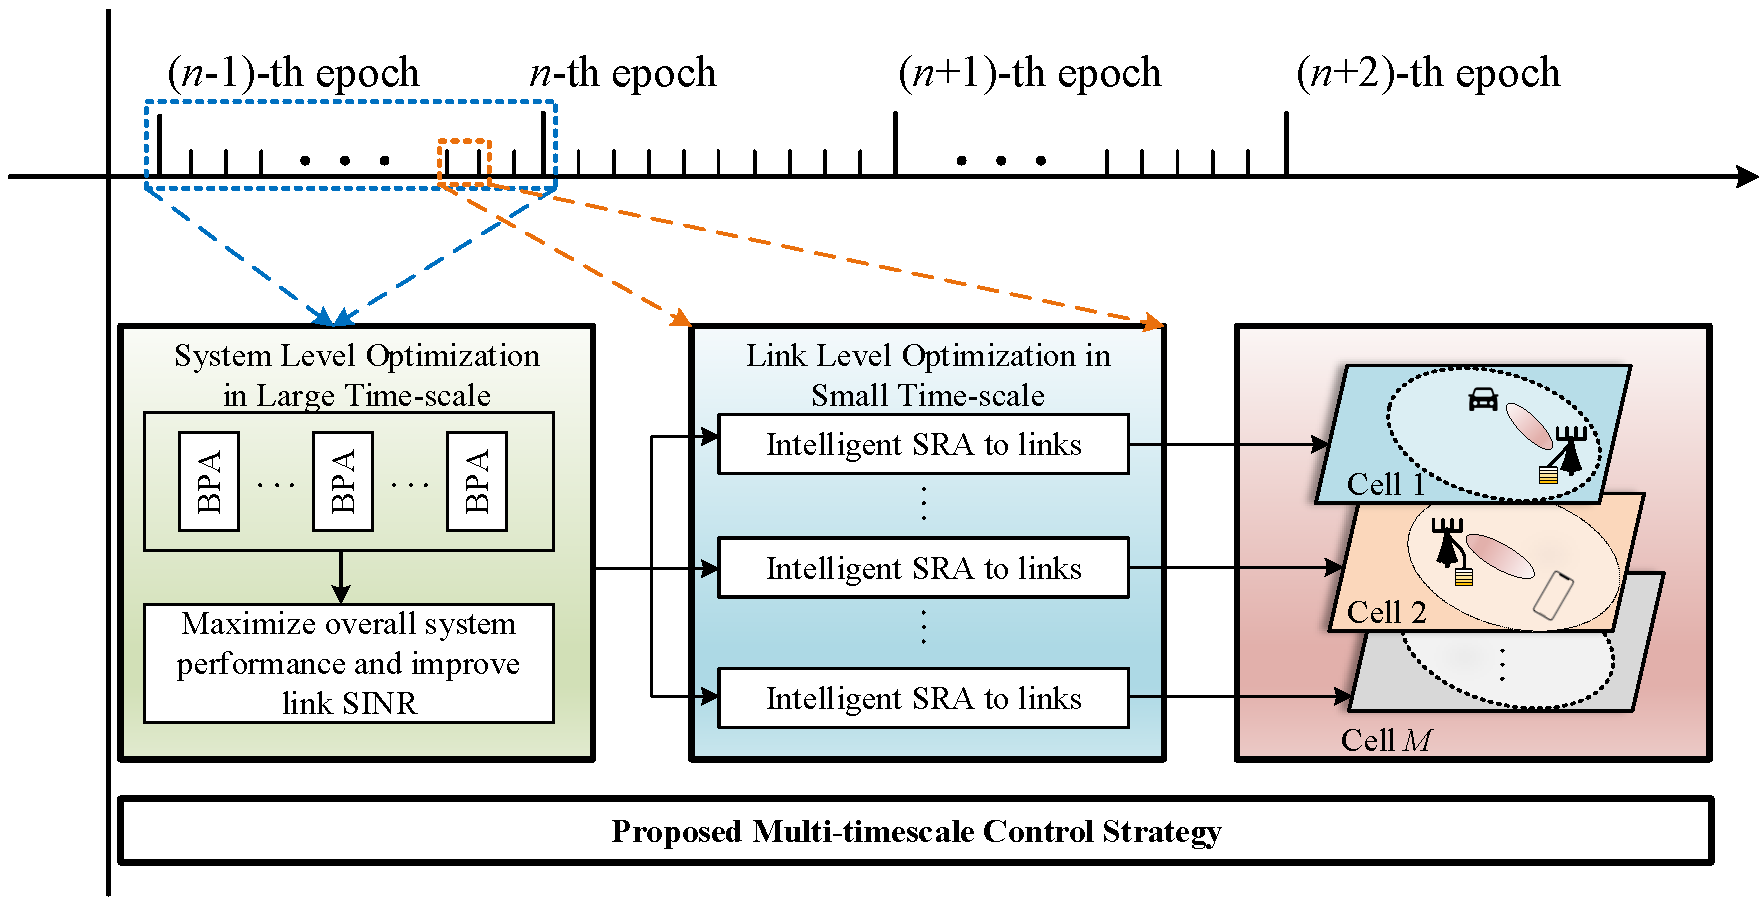 (n-1)-th epoch
n-th epoch
(n+1)-th epoch
(n+2)-th epoch
System Level Optimization
in Large Time-scale
BPA
BPA
BPA
Maximize overall system
performance and improve
link SINR
Link Level Optimization in
Small Time-scale
Intelligent SRA to links
Intelligent SRA to links
Intelligent SRA to links
Cell 1
Cell 2
Cell M
Proposed Multi-timescale Control Strategy